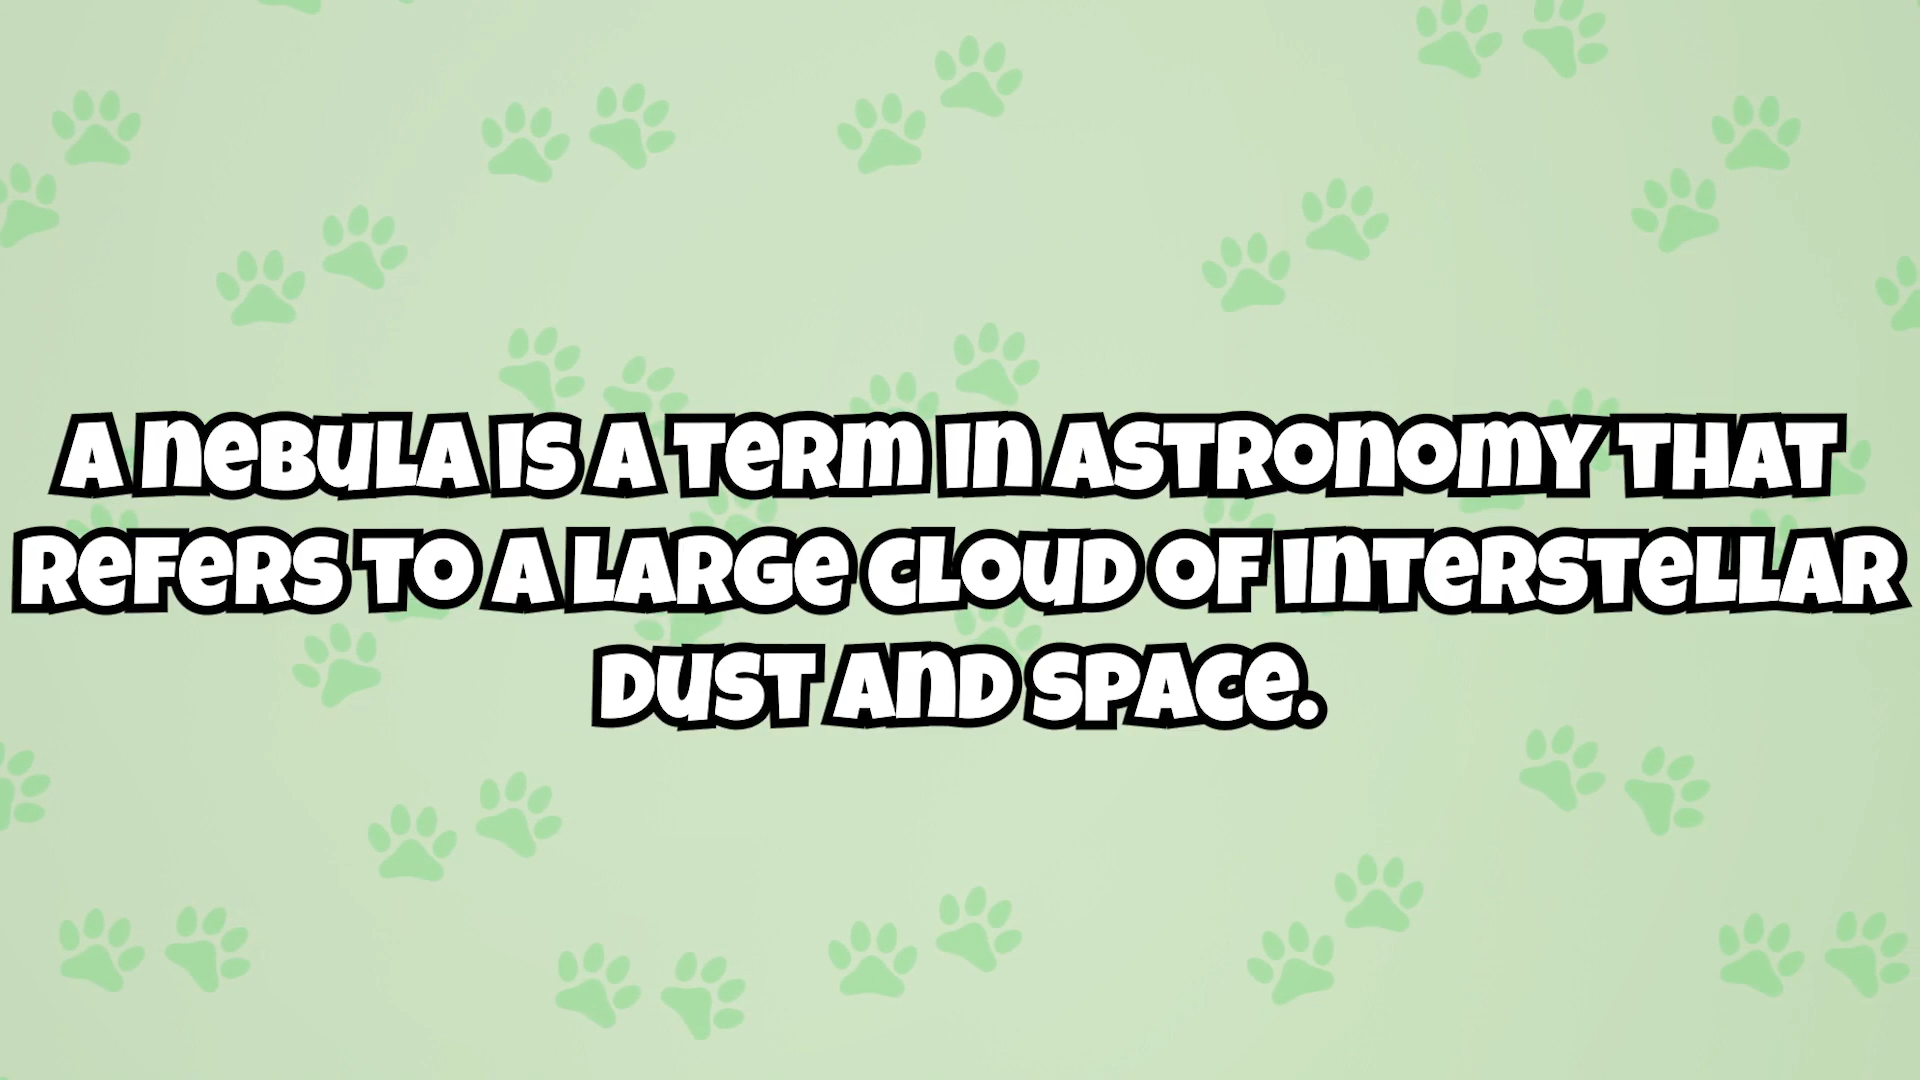 A nebula is a term in astronomy that
refers to a large cloud of interstellar
dust and space.